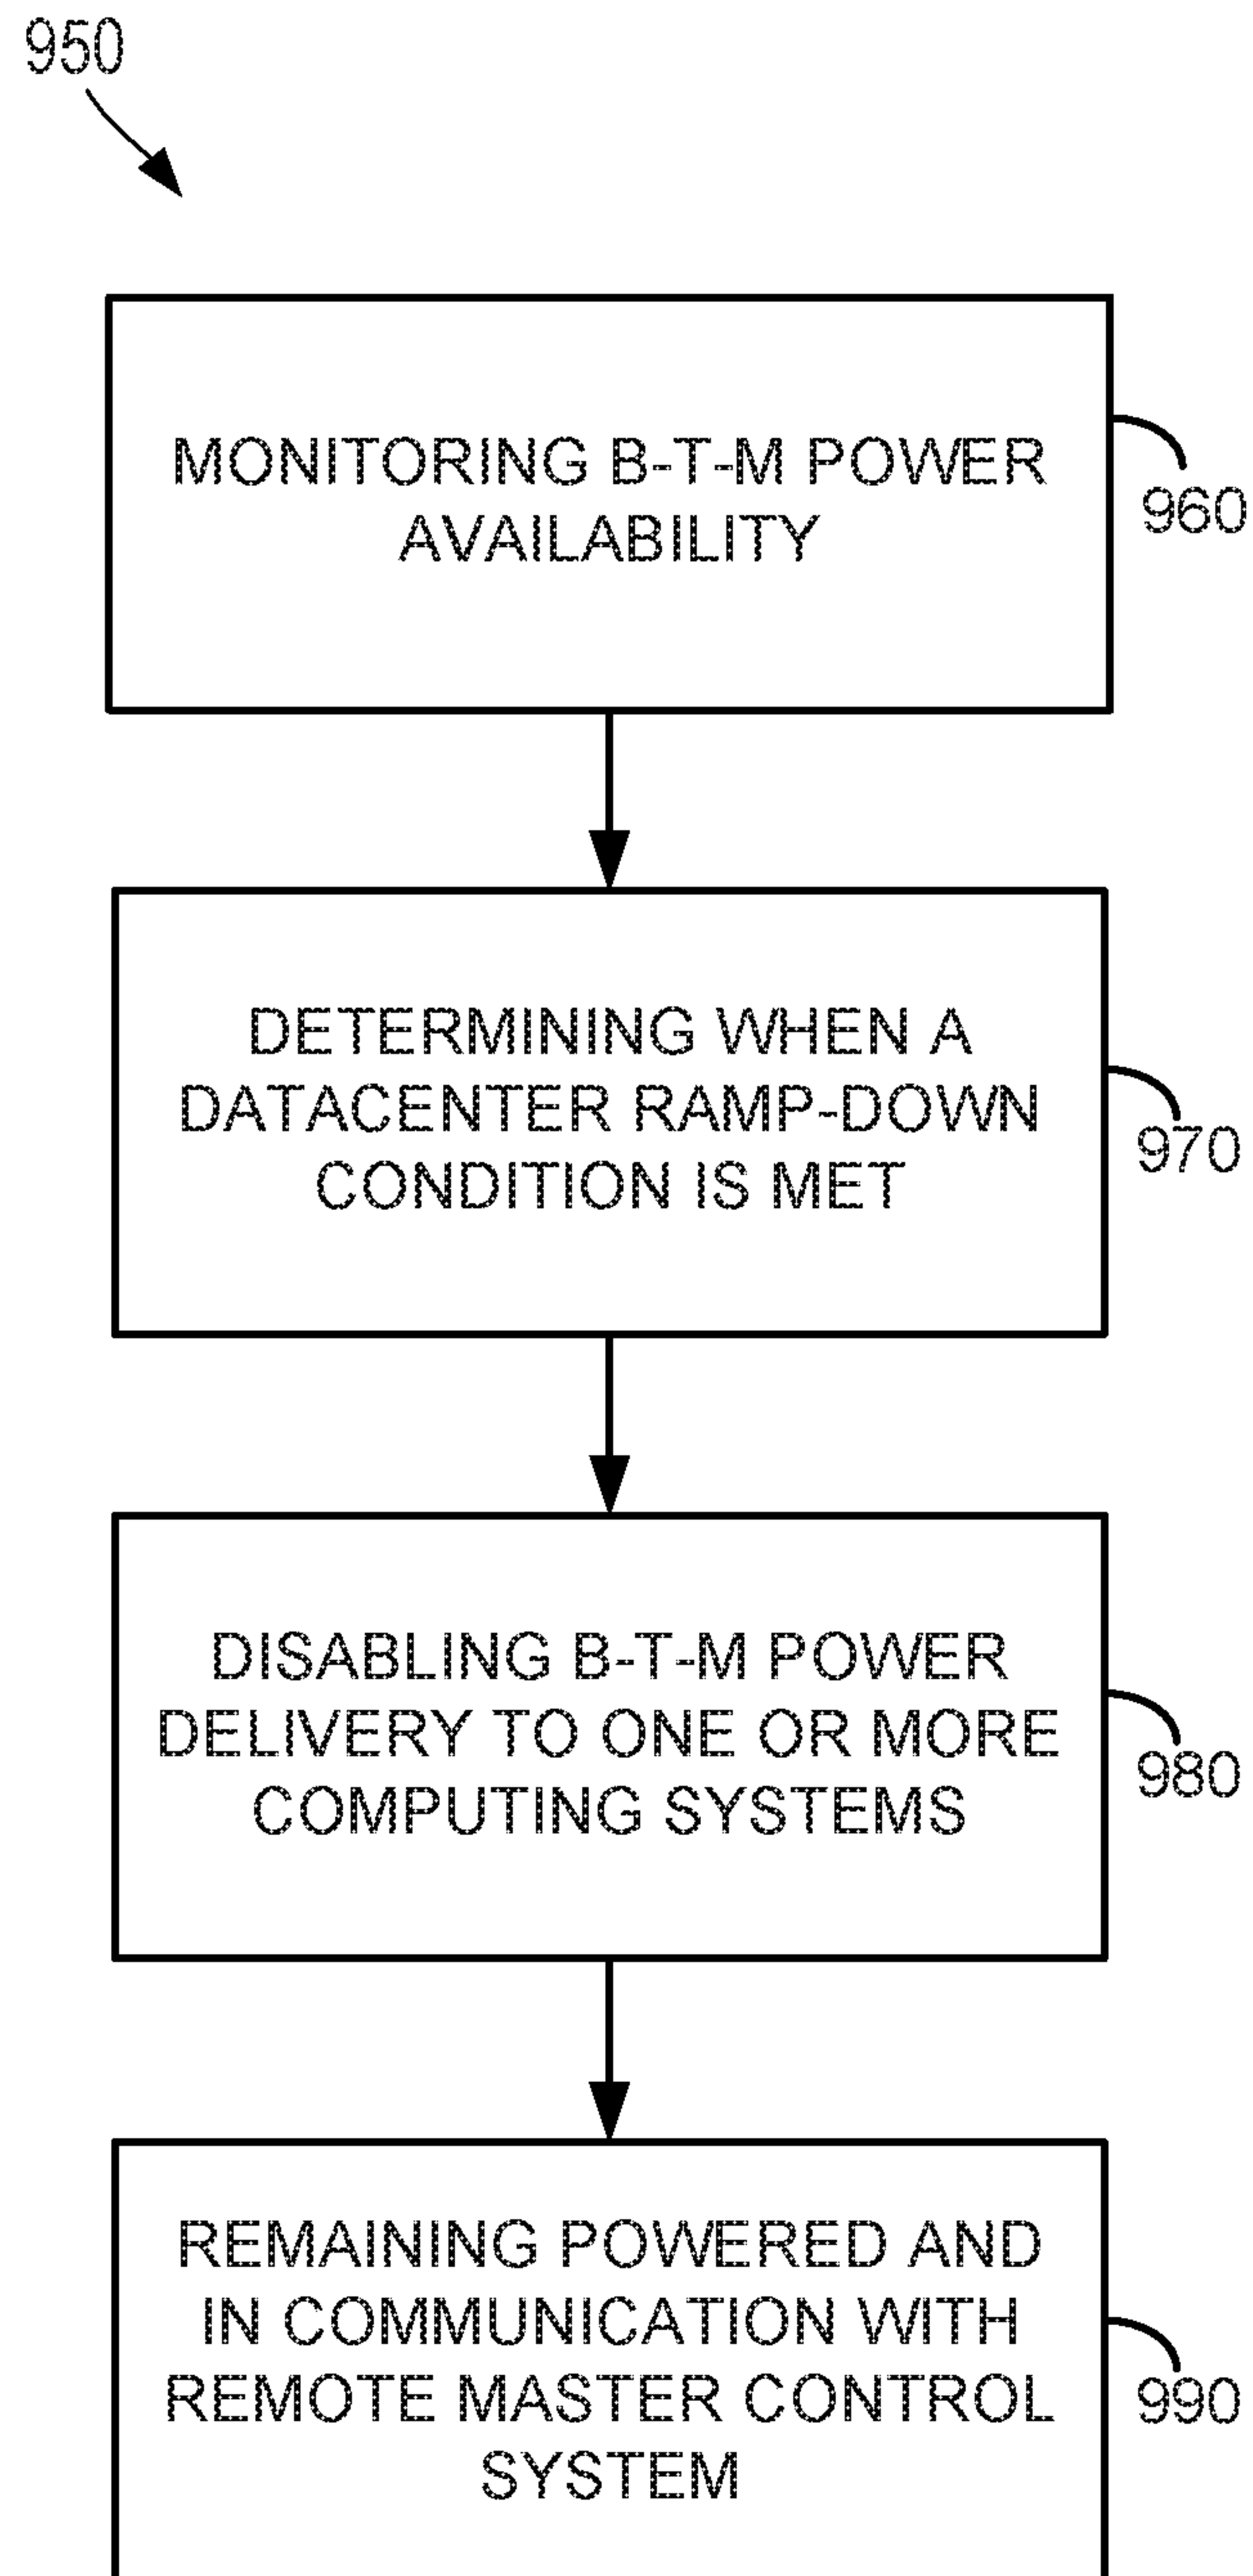 950
MONITORING B-T-M POWER
AVAILABILITY
960
DETERMINING WHEN A
DATACENTER RAMP-DOWN
CONDITION IS MET
970
DISABLING B-T-M POWER
DELIVERY TO ONE OR MORE
COMPUTING SYSTEMS
980
REMAINING POWERED AND
IN COMMUNICATION WITH
REMOTE MASTER CONTROL
SYSTEM
990